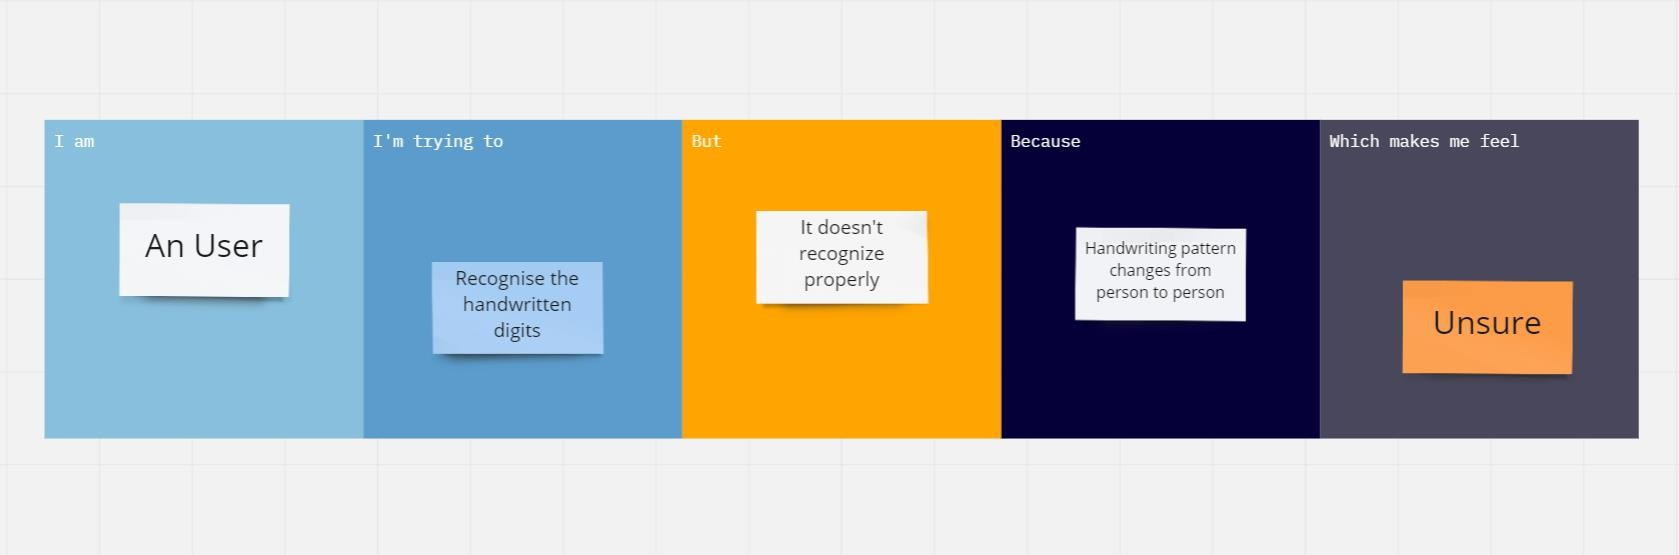 I am
An User
I'm trying to
Recognise the
handwritten
digits
But
It doesn't
recognize
properly
Because
Handwriting pattern
changes from
person to person
Which makes me feel
Unsure